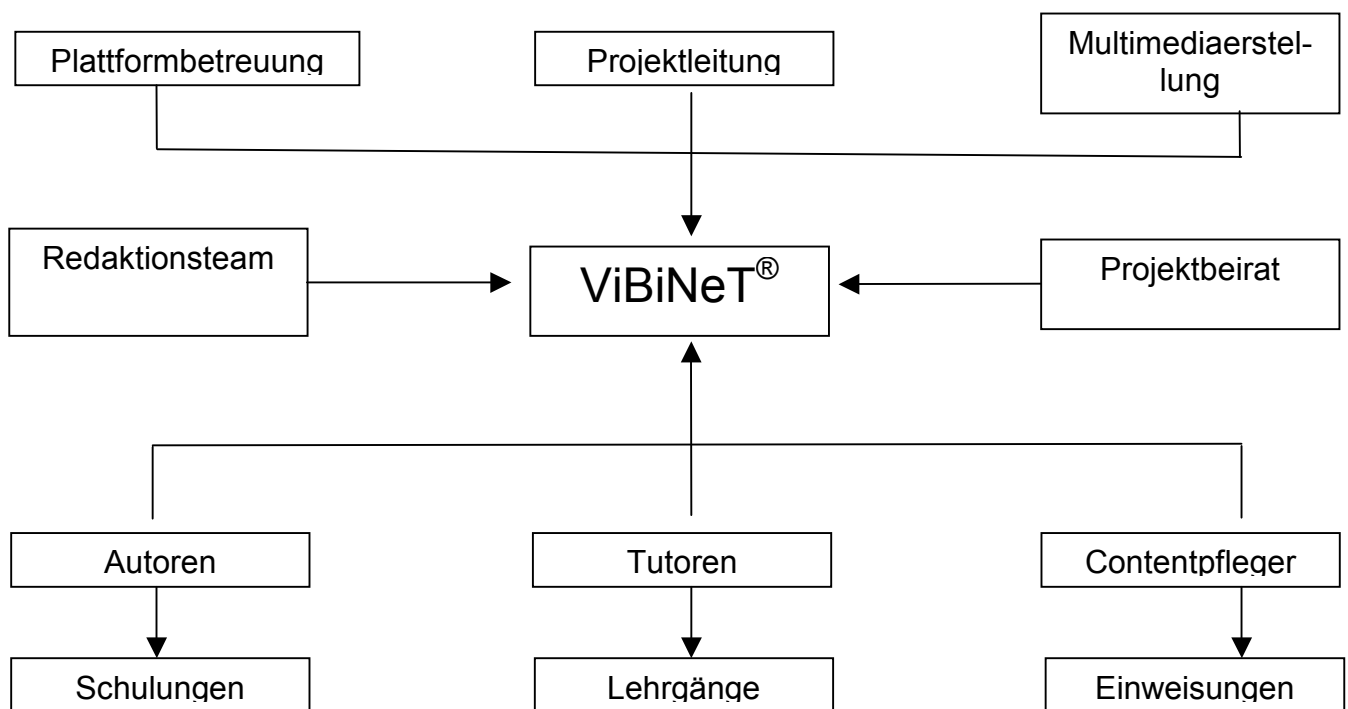 Plattformbetreuung
Projektleitung
Multimediaerstel-
lung
Redaktionsteam
ViBiNeT®
Projektbeirat
Autoren
Tutoren
Contentpfleger
Schulungen
Lehrgänge
Einweisungen